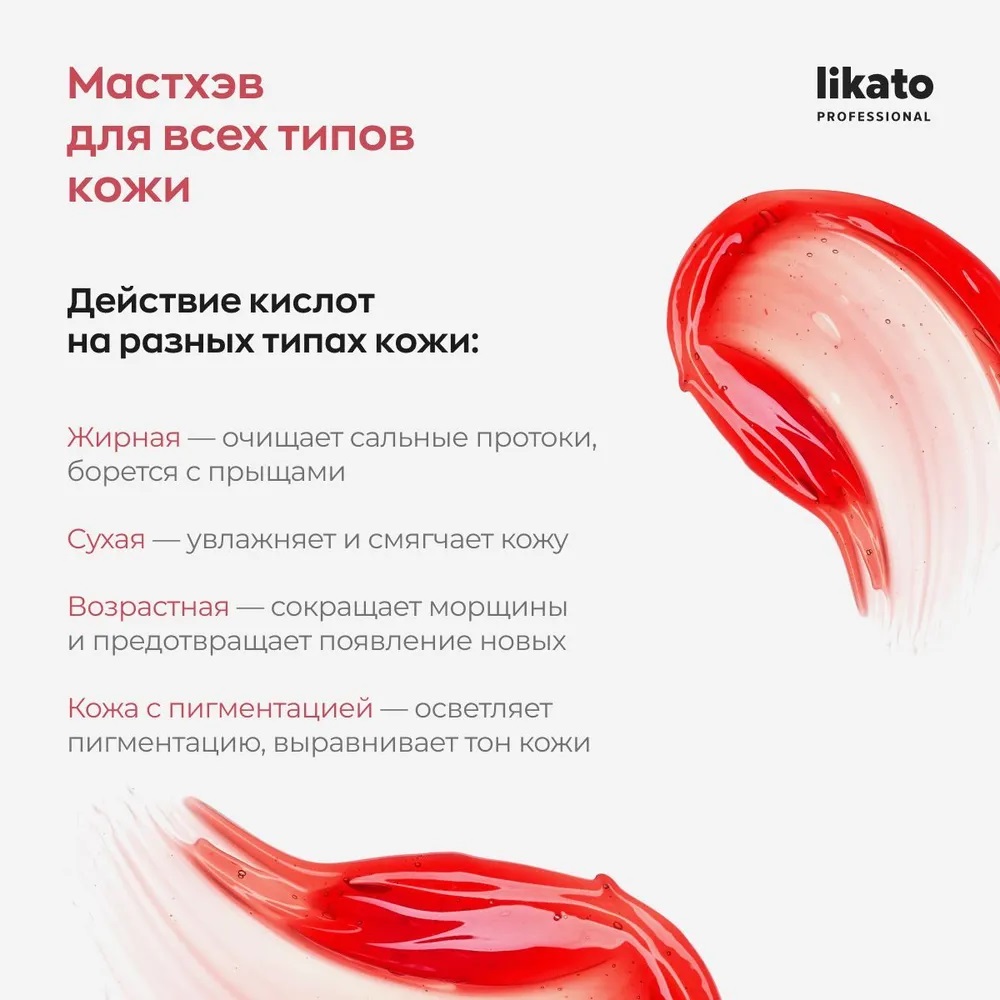 Мастхэв
для всех типов
кожи
likato
PROFESSIONAL
Действие кислот
на разных типах кожи:
Жирная — очищает сальные протоки,
борется с прыщами
Сухая — увлажняет и смягчает кожу
Возрастная — сокращает морщины
и предотвращает появление новых
Кожа с пигментацией — осветляет
пигментацию, выравнивает тон кожи